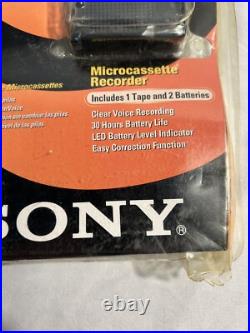 Microcassette
Recorder
Includes 1 Tape and 2 Batteries
Clear Voice Recording
30 Hours Battery Life
LED Battery Level Indicator
Easy Correction Function
Microcassettes
SONY®